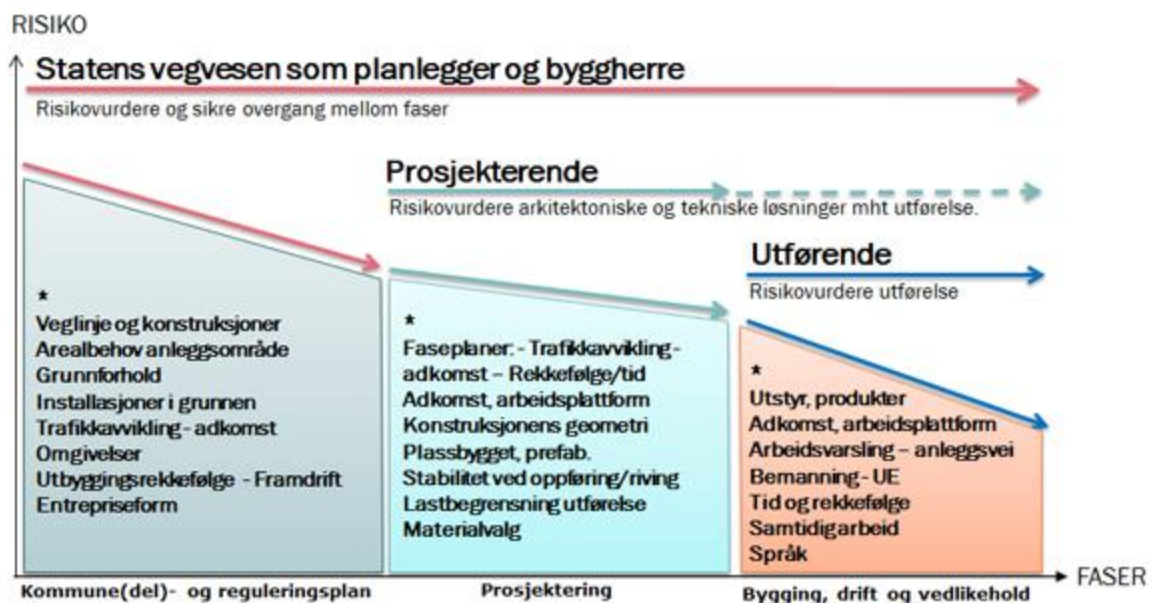 RISIKO
Statens vegvesen som planlegger og byggherre
Risikovurdere og sikre overgang mellom faser
Prosjekterende
Risikovurdere arkitektoniske og tekniske løsninger mht utførelse.
Utførende
Risikovurdere utførelse
*
Veglinje og konstruksjoner
Arealbehov anleggsområde
Grunnforhold
Installasjoner i grunnen
Trafikkavvikling - adkomst
Omgivelser
Utbyggingsrekkefølge - Framdrift
Entrepriseform
*
Faseplaner: - Trafikkavvikling -
adkomst – Rekkefølge/tid
Adkomst, arbeidsplattform
Konstruksjonens geometri
Plassbygget, prefab.
Stabilitet ved oppføring/riving
Lastbegrensning utførelse
Materialvalg
*
Utstyr, produkter
Adkomst, arbeidsplattform
Arbeidsvarsling – anleggsvei
Bemanning - UE
Tid og rekkefølge
Samtidig arbeid
Språk
Kommune(del)- og reguleringsplan
Prosjektering
Bygging, drift og vedlikehold
FASER